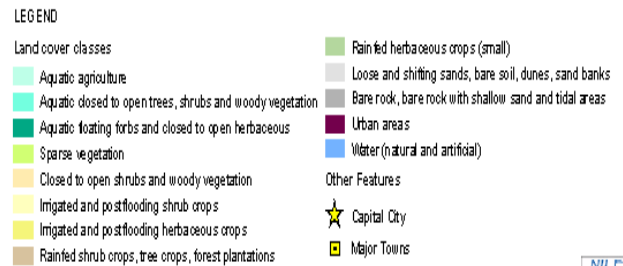 LEGEND
Land cover classes
Aquatic agriculture
Aquatic closed to open trees, shrubs and woody vegetation
Aquatic floating forbs and closed to open herbaceous
Sparse vegetation
Closed to open shrubs and woody vegetation
Irrigated and postflooding shrub crops
Irrigated and postflooding herbaceous crops
Rainfed shrub crops, tree crops, forest plantations
Rainfed herbaceous crops (small)
Loose and shifting sands, bare soil, dunes, sand banks
Bare rock, bare rock with shallow sand and tidal areas
Urban areas
Water (natural and artificial)
Other Features
Capital City
Major Towns